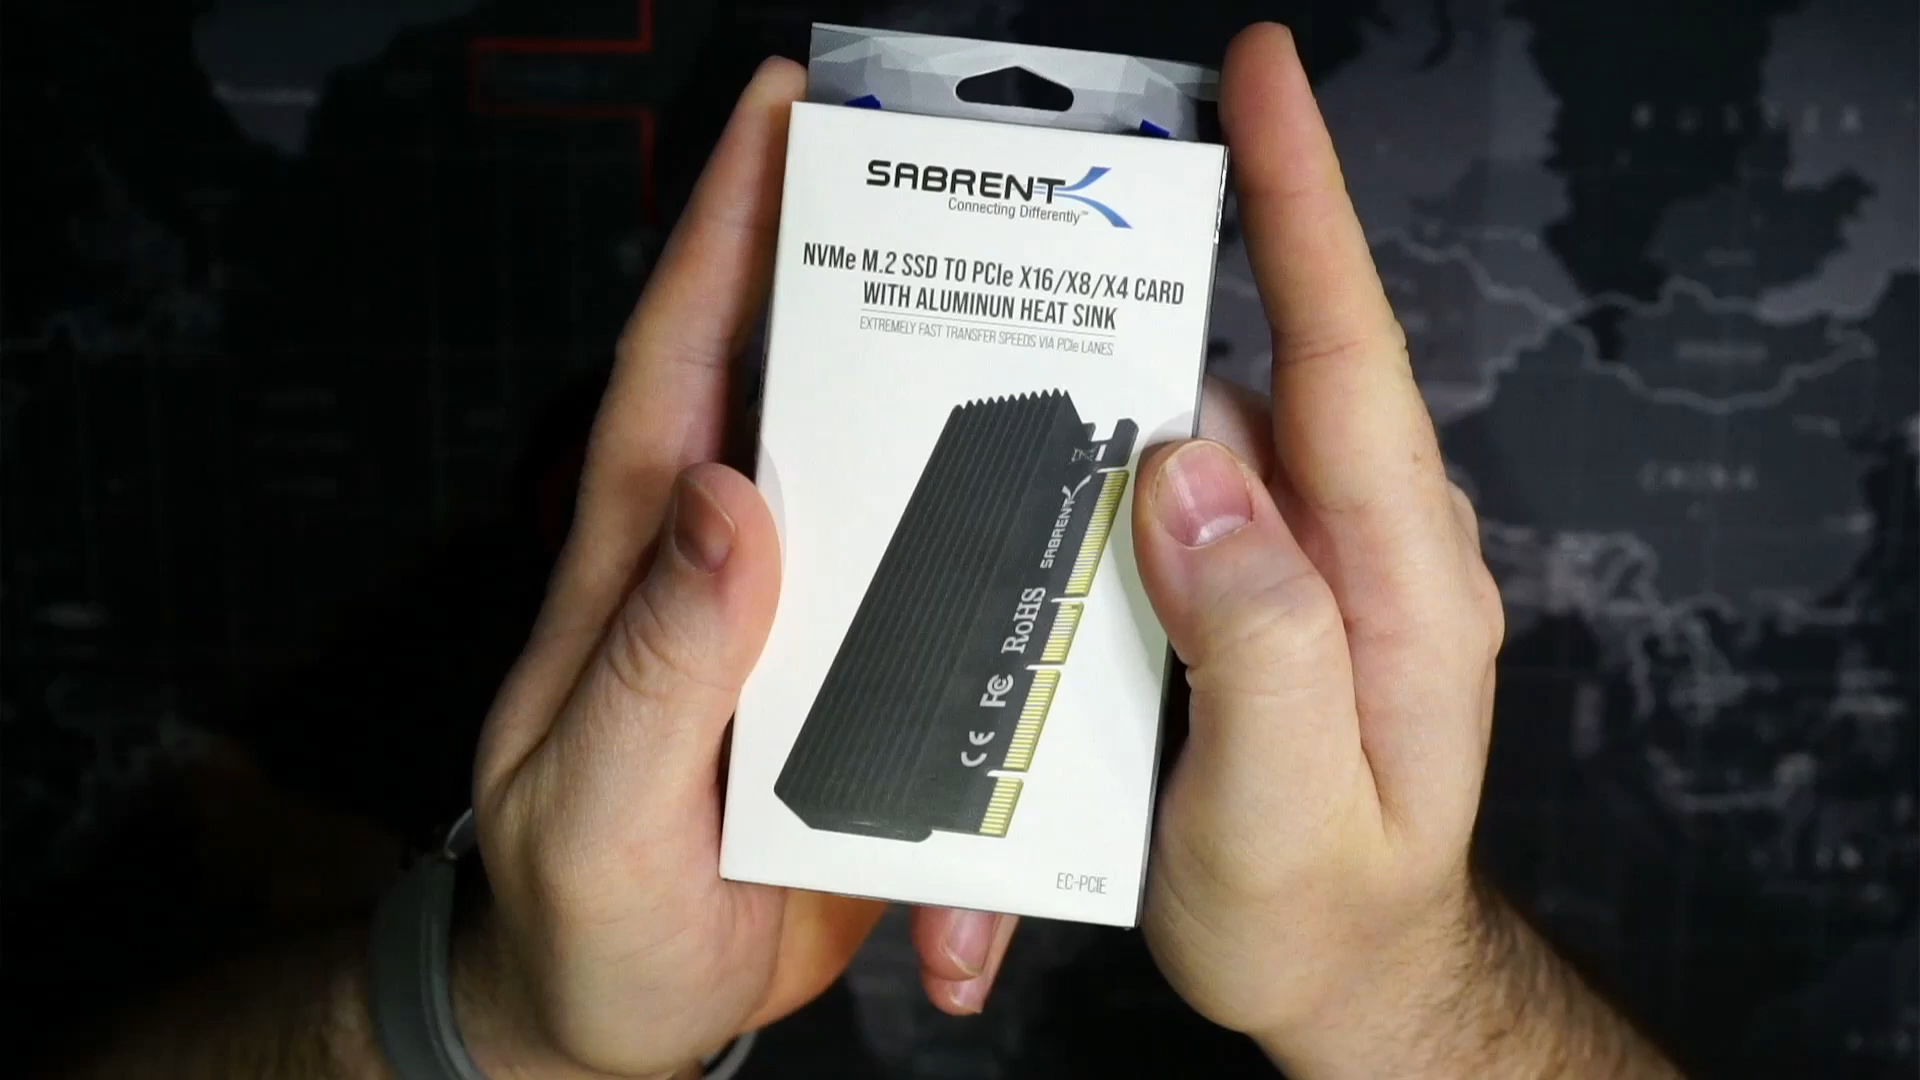 SABRENT
Connecting Differently™
NVMe M.2 SSD TO PCIe X16/X8/X4 CARD
WITH ALUMINUN HEAT SINK
EXTREMELY FAST TRANSFER SPEEDS VIA PCIe LANES
SABRENT
RoHS
FC
CE
EC-PCIE
CHINA